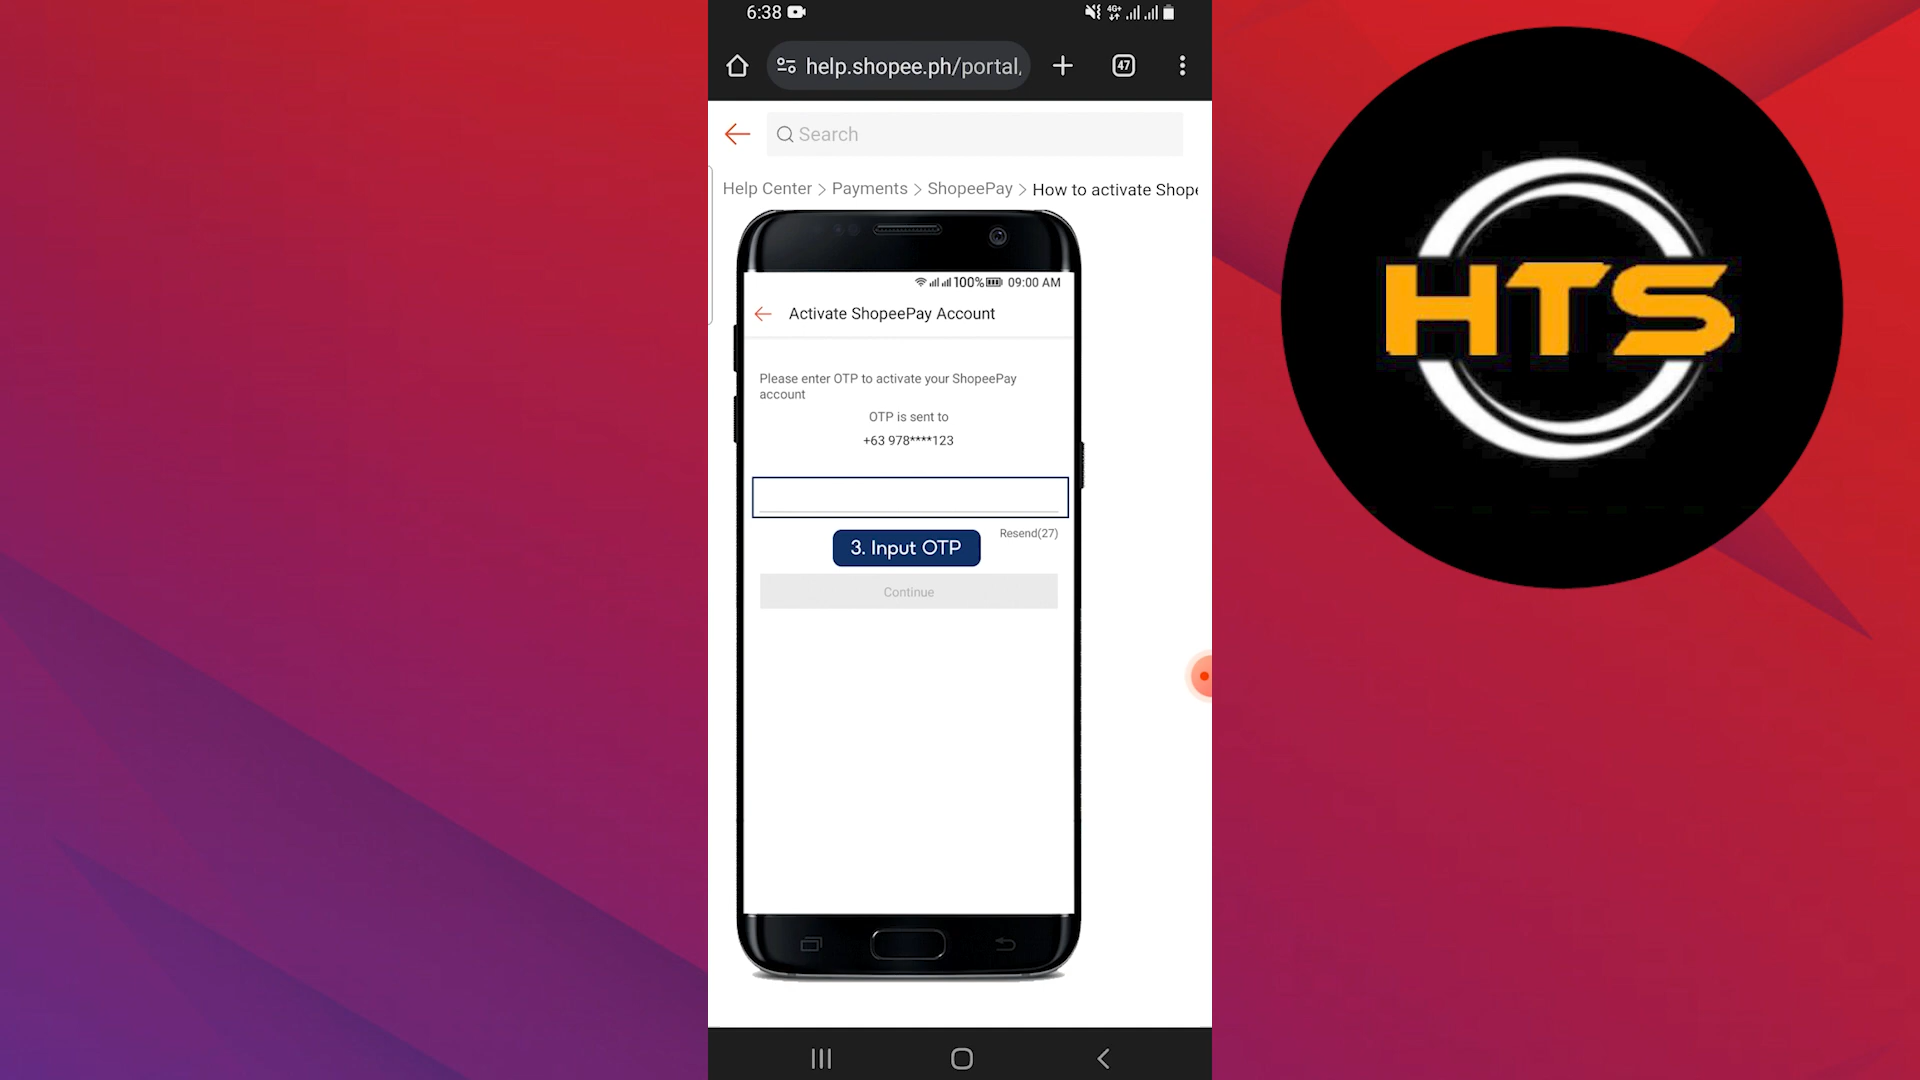 6:38
4G+
help.shopee.ph/portal,
47
Search
Help Center > Payments > ShopeePay > How to activate Shope
100% 09:00 AM
Activate ShopeePay Account
Please enter OTP to activate your ShopeePay
account
OTP is sent to
+63 978****123
Resend(27)
3. Input OTP
Continue
HTS